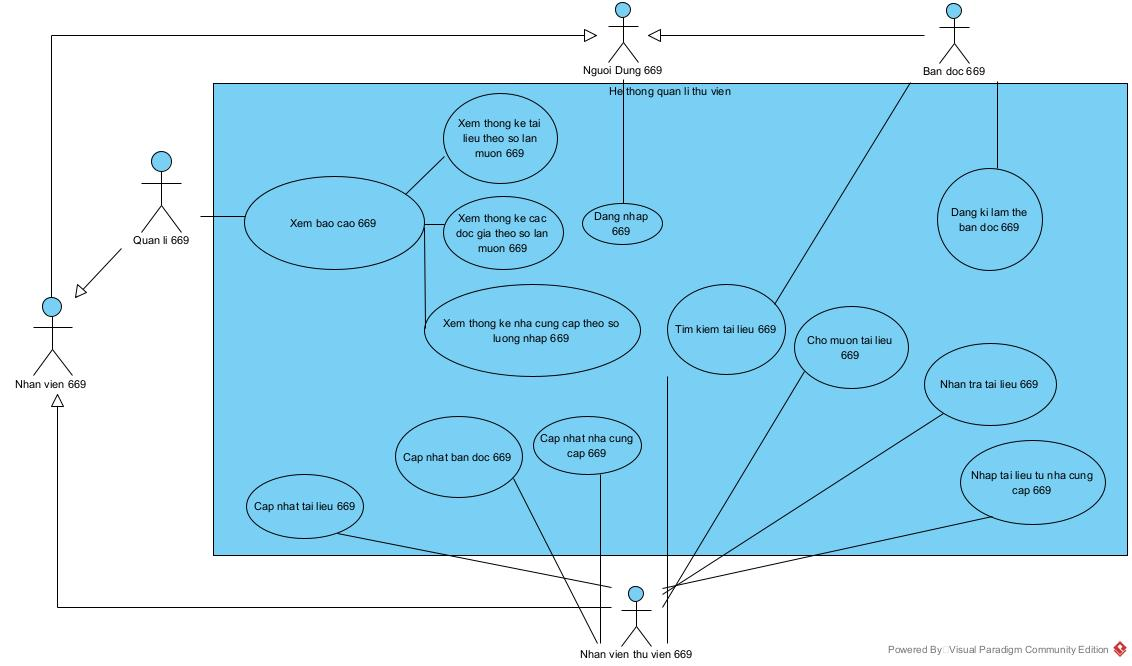 Nguoi Dung 669
Ban doc 669
He thong quan li thu vien
Xem thong ke tai
lieu theo so lan
muon 669
Quan li 669
Xem bao cao 669
Xem thong ke cac
doc gia theo so lan
muon 669
Dang nhap
669
Dang ki lam the
ban doc 669
Nhan vien 669
Xem thong ke nha cung cap theo so
luong nhap 669
Tim kiem tai lieu 669
Cho muon tai lieu
669
Nhan tra tai lieu 669
Cap nhat ban doc 669
Cap nhat nha cung
cap 669
Nhap tai lieu tu nha cung
cap 669
Cap nhat tai lieu 669
Nhan vien thu vien 669
Powered By Visual Paradigm Community Edition